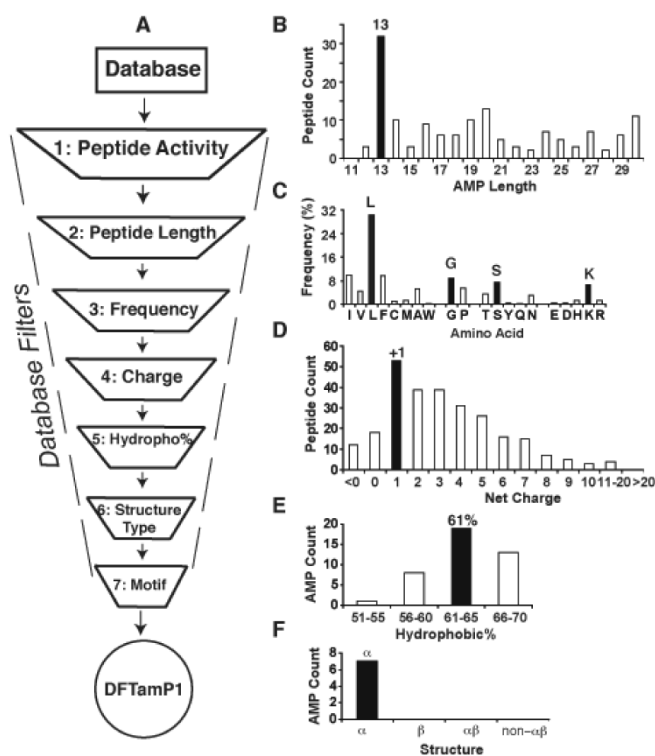 A
Database
1: Peptide Activity
2: Peptide Length
3: Frequency
4: Charge
5: Hydropho%
6: Structure
Type
7: Motif
DFTamP1
Database Filters
B
13
Peptide Count
30
20
10
0
11 13 15 17 19 21 23 25 27 29
AMP Length
C
Frequency (%)
32
24
16
8
0
L
G
S
K
I V L F C M A W G P T S Y Q N E D H K R
Amino Acid
D
+1
Peptide Count
60
50
40
30
20
10
0
<0 0 1 2 3 4 5 6 7 8 9 10 11-20 >20
Net Charge
E
61%
AMP Count
20
15
10
5
0
51-55 56-60 61-65 66-70
Hydrophobic%
F
α
AMP Count
8
6
4
2
0
α β αβ non-αβ
Structure